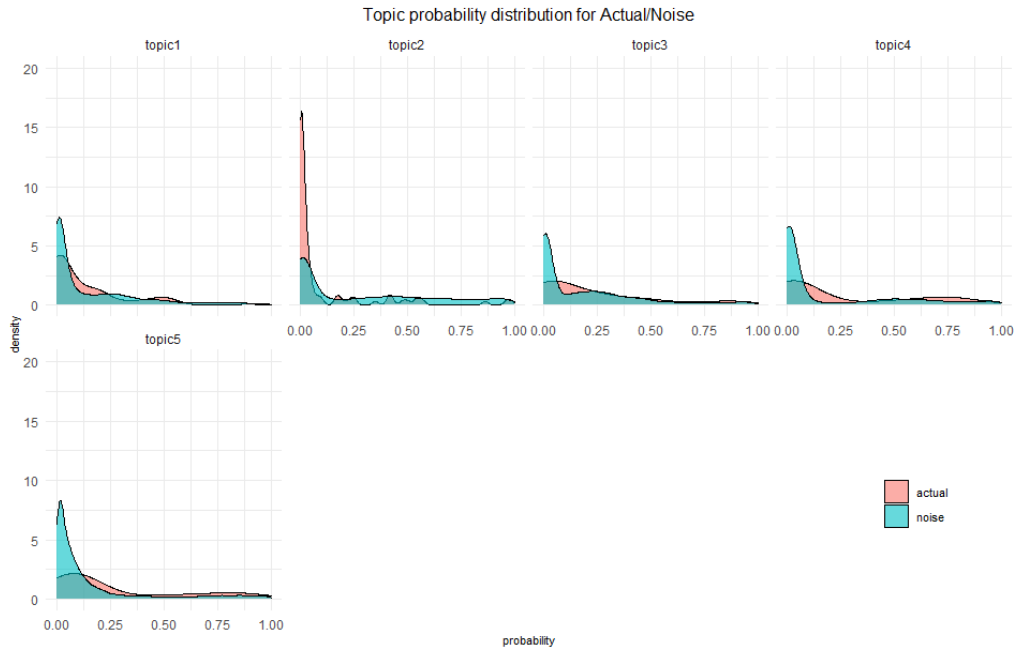 Topic probability distribution for Actual/Noise
topic1 topic2 topic3 topic4
20
15
10
5
0
0.00 0.25 0.50 0.75 1.00 0.00 0.25 0.50 0.75 1.00 0.00 0.25 0.50 0.75 1.00
density
topic5
20
15
10
5
0
0.00 0.25 0.50 0.75 1.00
actual
noise
probability